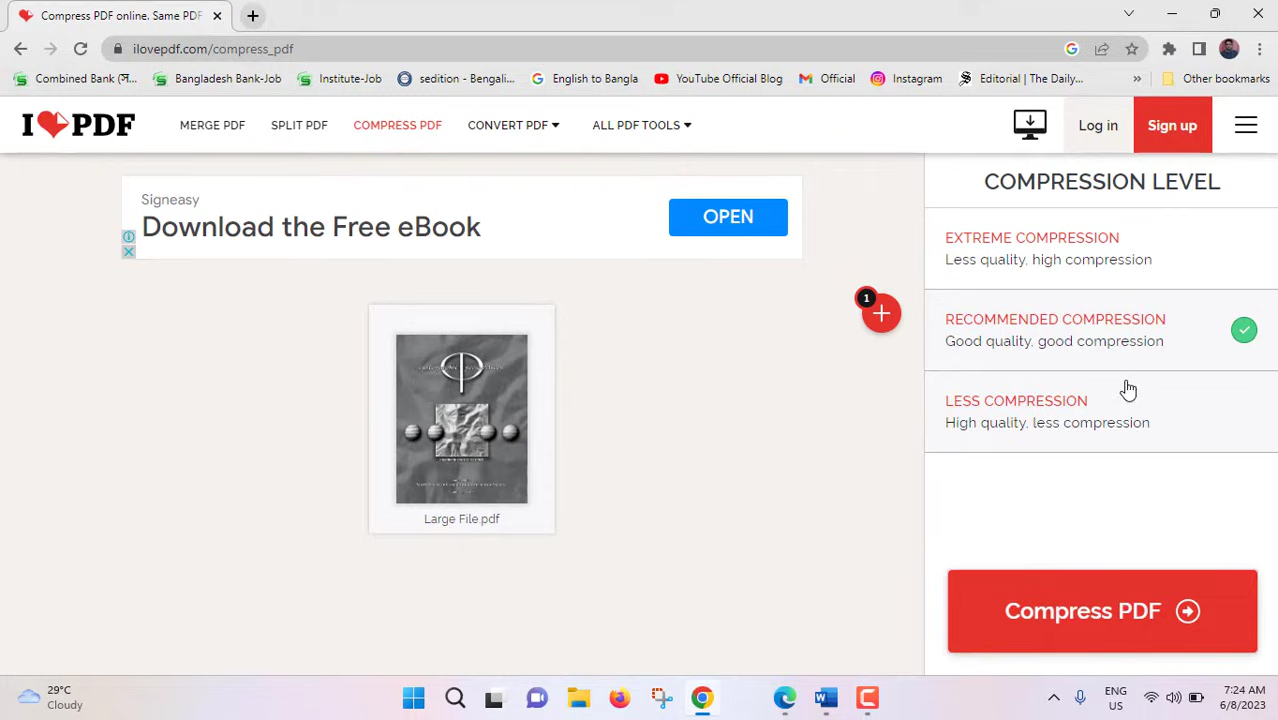 Compress PDF online. Same PDF
ilovepdf.com/compress_pdf
Combined Bank (সে...
Bangladesh Bank-Job
Institute-Job
sedition - Bengali...
English to Bangla
YouTube Official Blog
Official
Instagram
Editorial | The Daily...
Other bookmarks
I PDF
MERGE PDF
SPLIT PDF
COMPRESS PDF
CONVERT PDF
ALL PDF TOOLS
Log in
Sign up
Signeasy
Download the Free eBook
OPEN
1
Large File.pdf
COMPRESSION LEVEL
EXTREME COMPRESSION
Less quality, high compression
RECOMMENDED COMPRESSION
Good quality, good compression
LESS COMPRESSION
High quality, less compression
Compress PDF
29°C
Cloudy
ENG
US
7:24 AM
6/8/2023